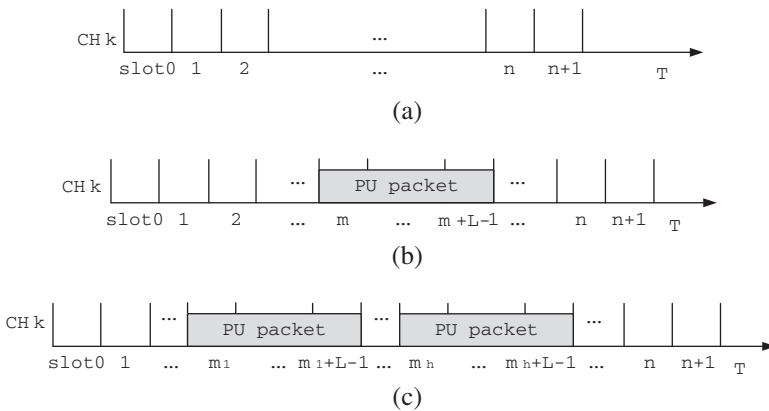 ...
CH k
slot0 1 2 ... n n+1 T
(a)
... PU packet ...
CH k
slot0 1 2 ... m ... m+L-1 ... n n+1 T
(b)
... PU packet ... PU packet ...
CH k
slot0 1 ... m1 ... m1+L-1 ... mh ... mh+L-1 ... n n+1 T
(c)